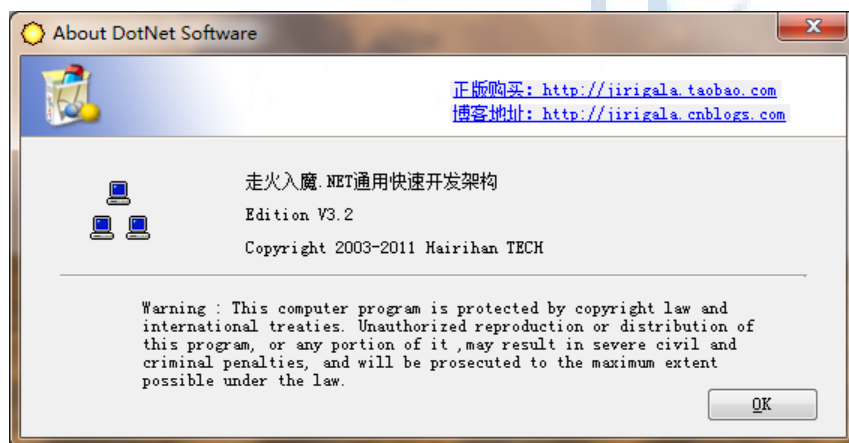 About DotNet Software
正版购买: http://jirigala.taobao.com
博客地址: http://jirigala.cnblogs.com
走火入魔.NET通用快速开发架构
Edition V3.2
Copyright 2003-2011 Hairihan TECH
Warning : This computer program is protected by copyright law and
international treaties. Unauthorized reproduction or distribution of
this program, or any portion of it ,may result in severe civil and
criminal penalties, and will be prosecuted to the maximum extent
possible under the law.
OK